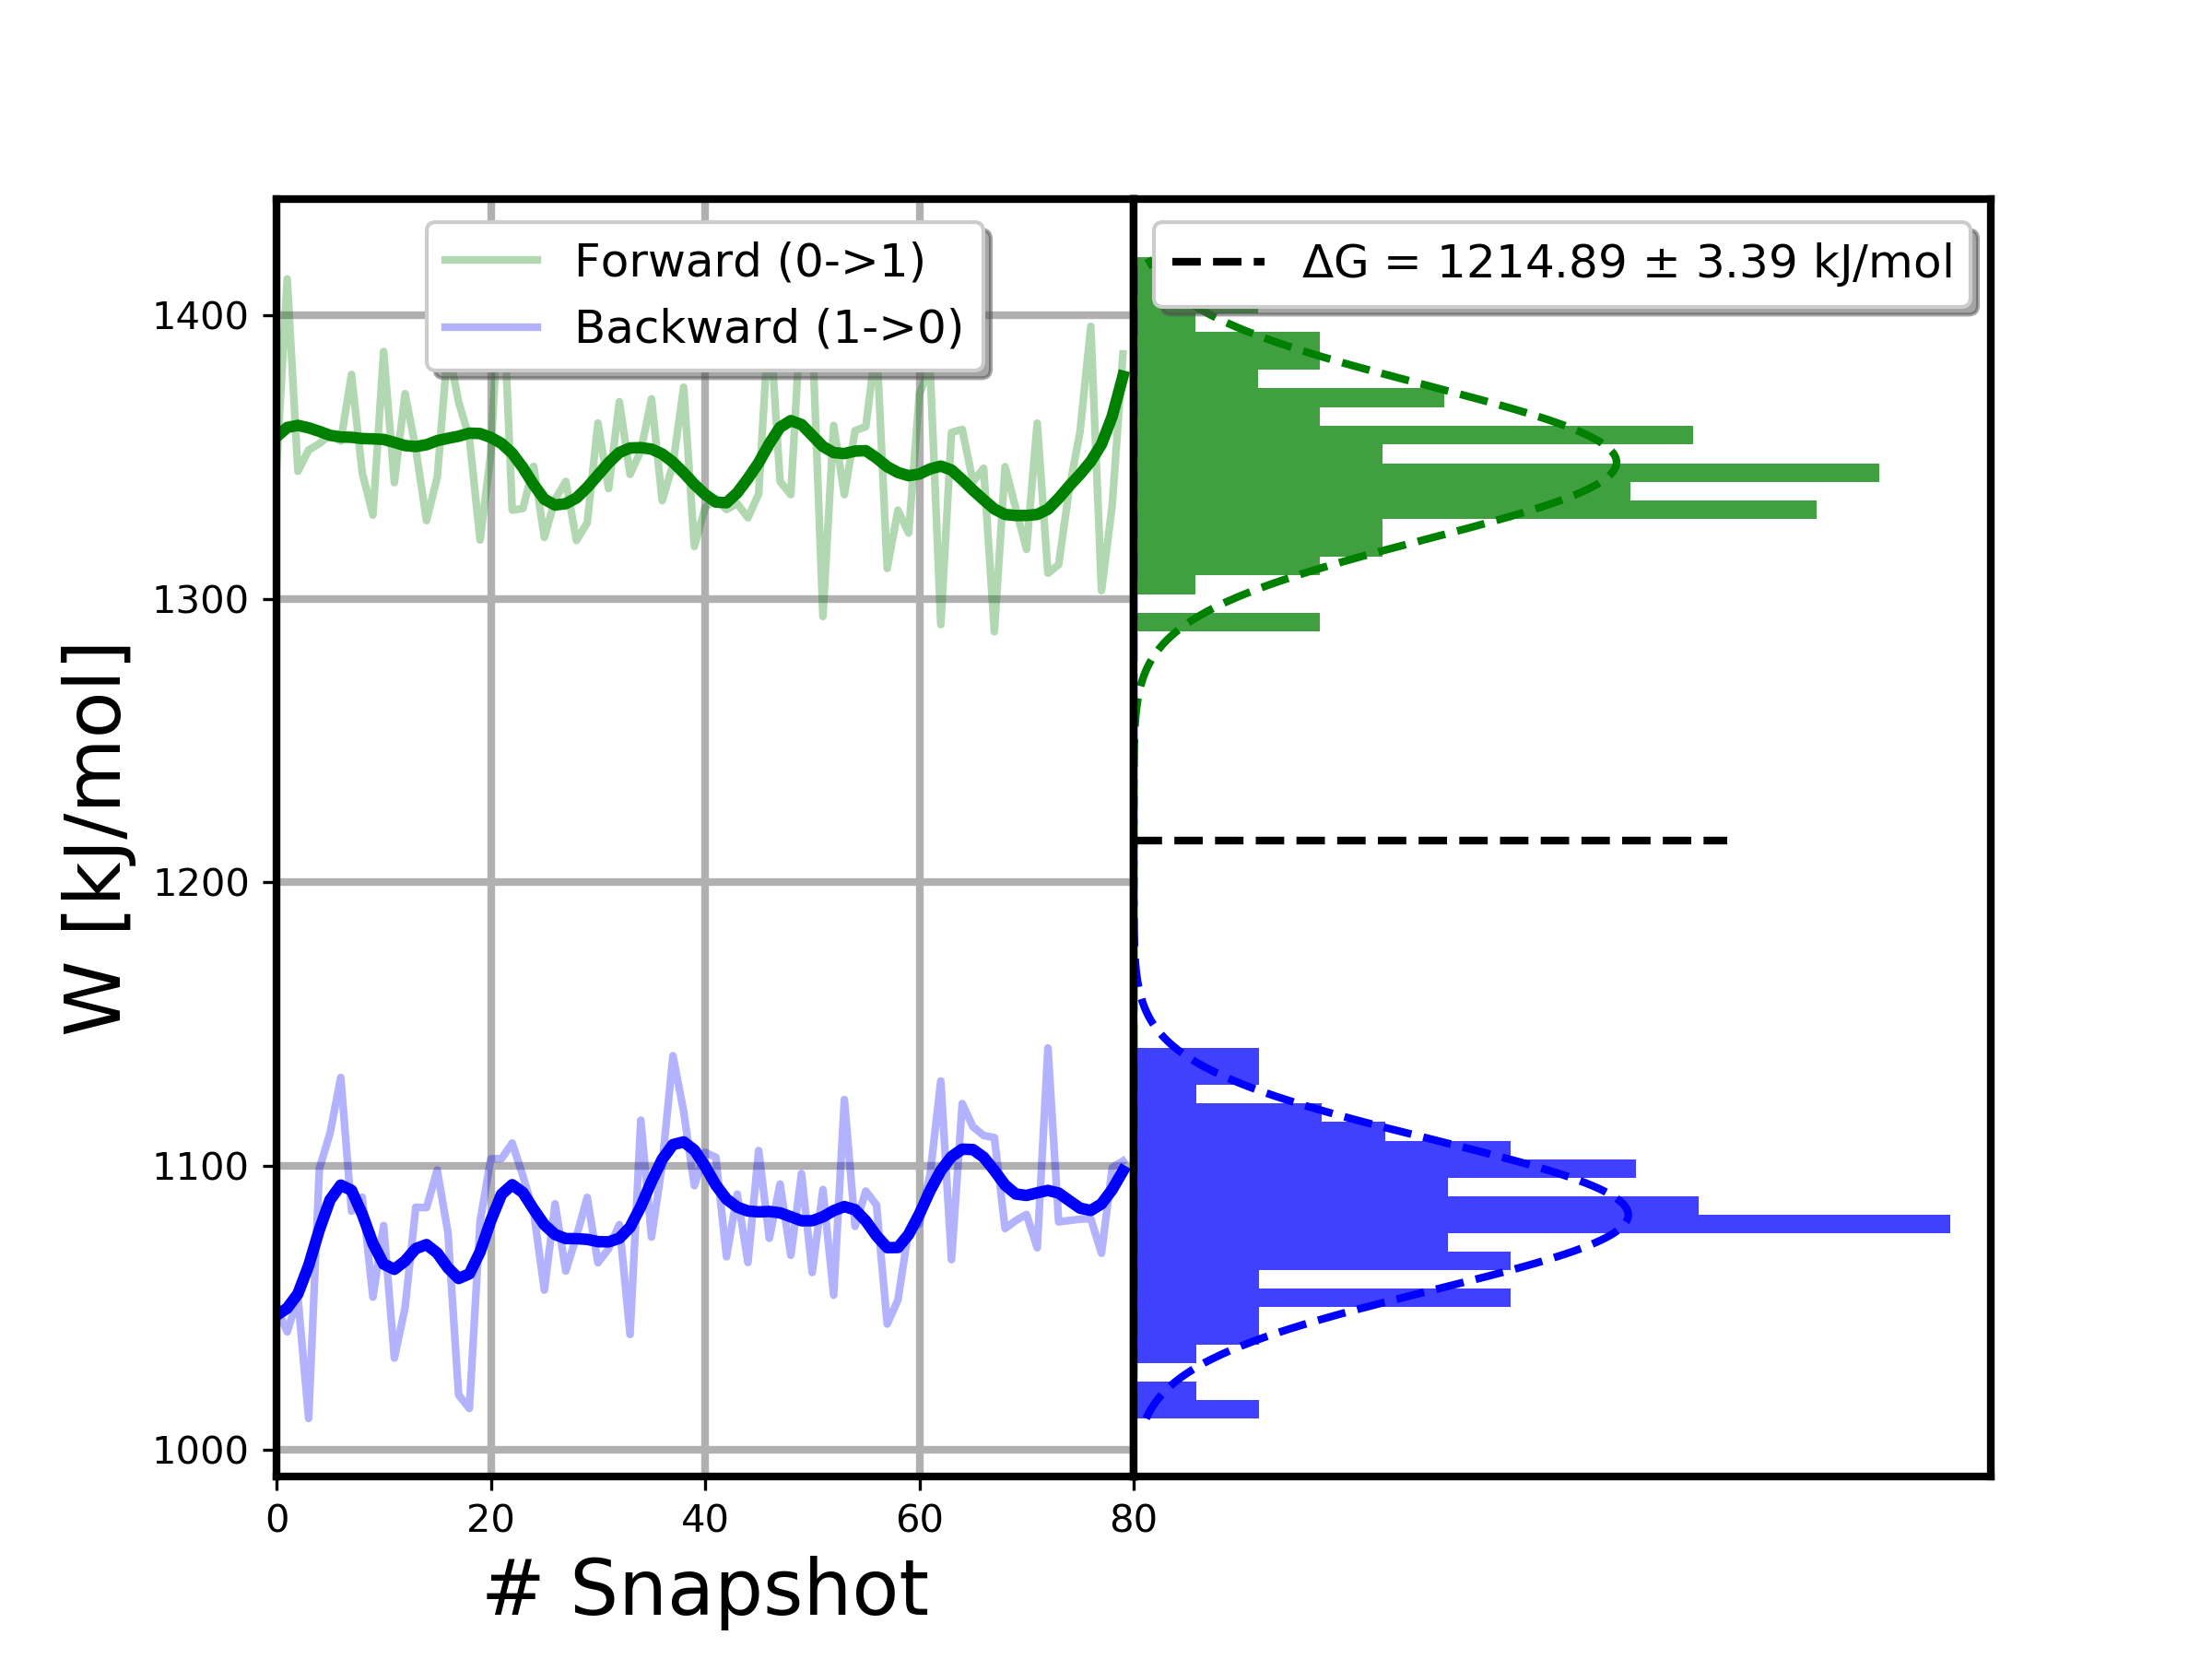 Forward (0->1)
Backward (1->0)
ΔG = 1214.89 ± 3.39 kJ/mol
W [kJ/mol]
1400
1300
1200
1100
1000
0 20 40 60 80
# Snapshot